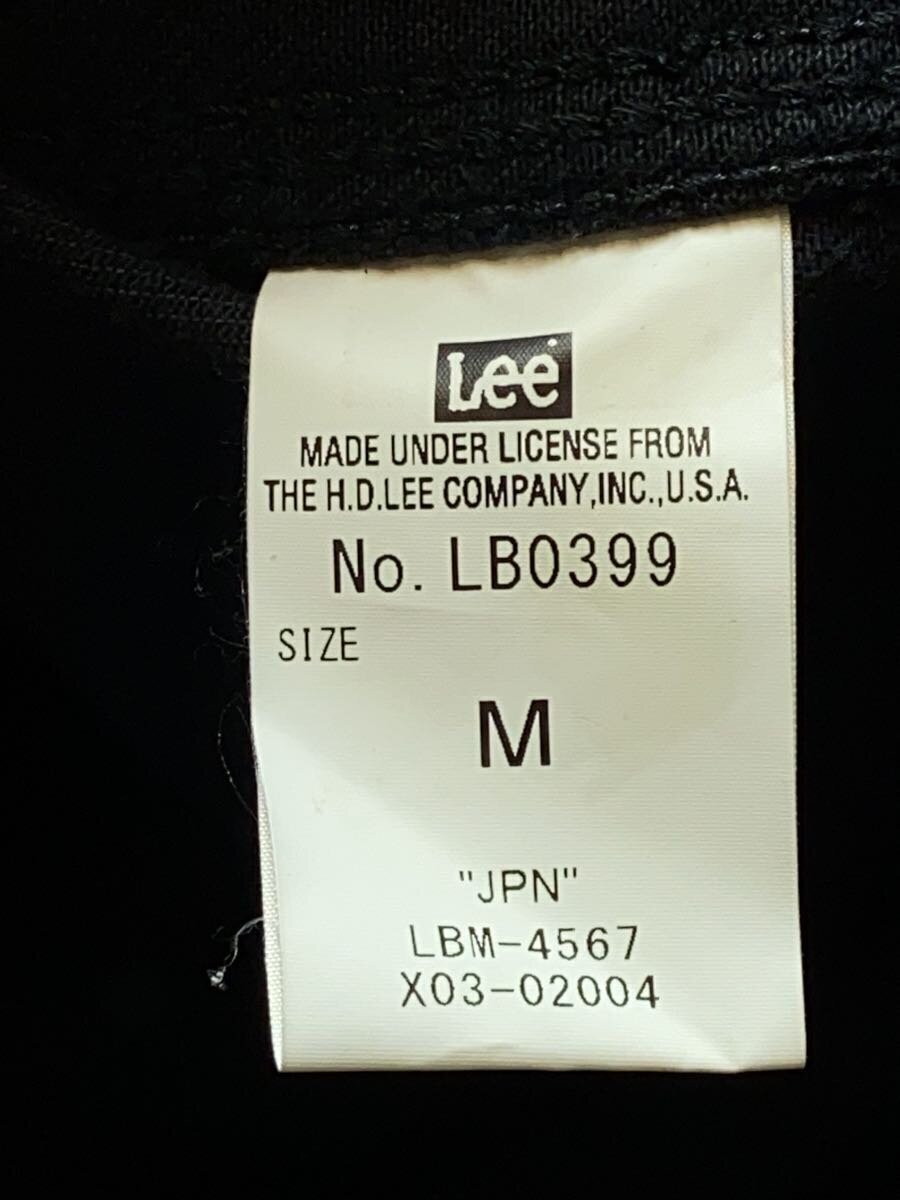 Lee
MADE UNDER LICENSE FROM
THE H.D.LEE COMPANY,INC.,U.S.A.
No. LB0399
SIZE
M
"JPN"
LBM-4567
X03-02004